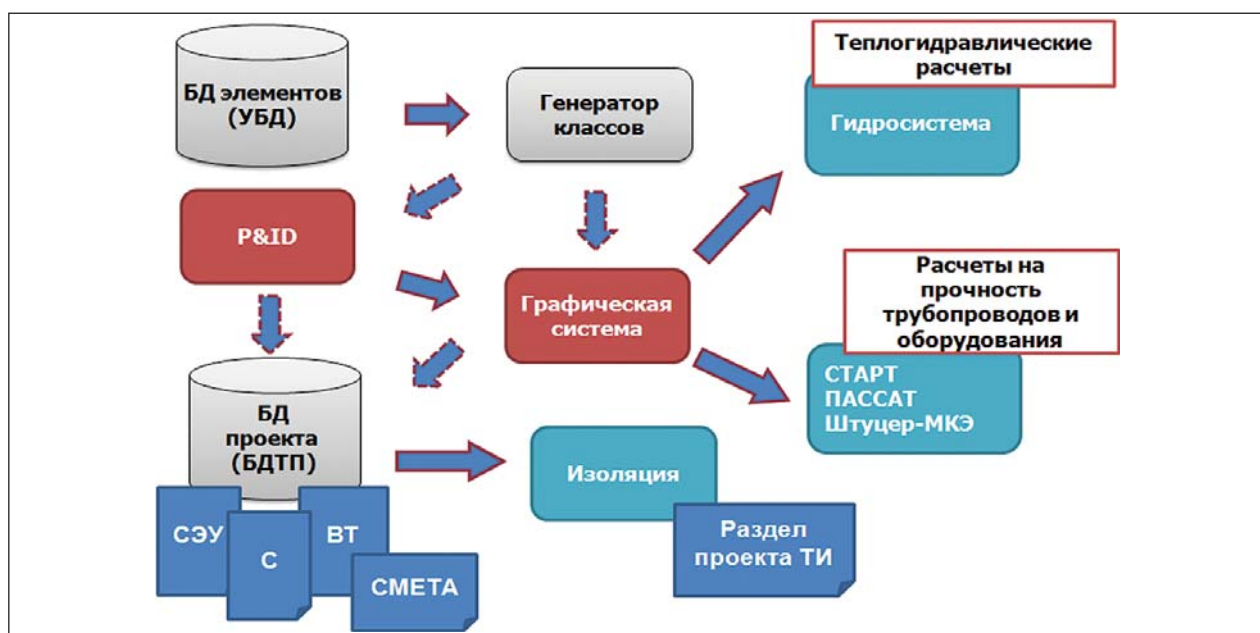 БД элементов
(УБД)
Генератор
классов
Теплогидравлические
расчеты
Гидросистема
P&ID
Графическая
система
Расчеты на
прочность
трубопроводов и
оборудования
СТАРТ
ПАССАТ
Штуцер-МКЭ
БД
проекта
(БДТП)
Изоляция
СЭУ
С
ВТ
СМЕТА
Раздел
проекта ТИ